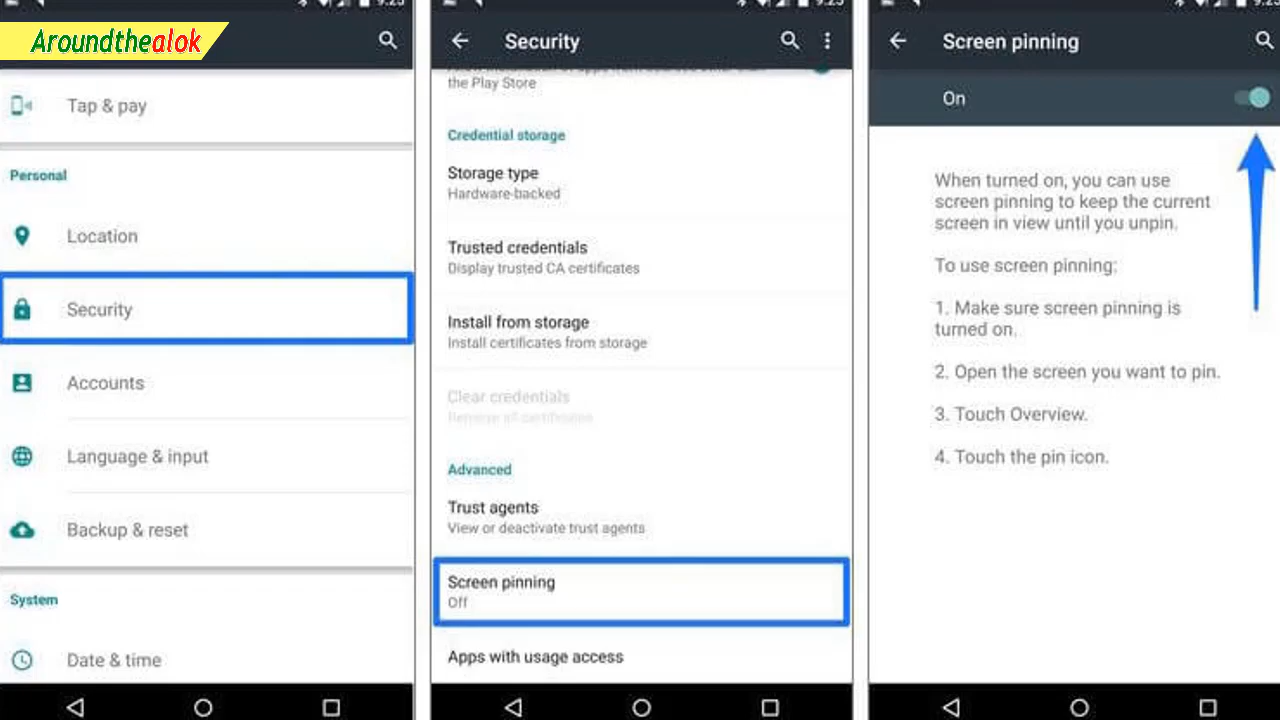 Aroundthealok
Tap & pay
Personal
Location
Security
Accounts
Language & input
Backup & reset
System
Date & time
9:25
Security
the Play Store
Credential storage
Storage type
Hardware-backed
Trusted credentials
Display trusted CA certificates
Install from storage
Install certificates from storage
Clear credentials
Remove all certificates
Advanced
Trust agents
View or deactivate trust agents
Screen pinning
Off
Apps with usage access
Screen pinning
On
When turned on, you can use
screen pinning to keep the current
screen in view until you unpin.
To use screen pinning:
1. Make sure screen pinning is
turned on.
2. Open the screen you want to pin.
3. Touch Overview.
4. Touch the pin icon.